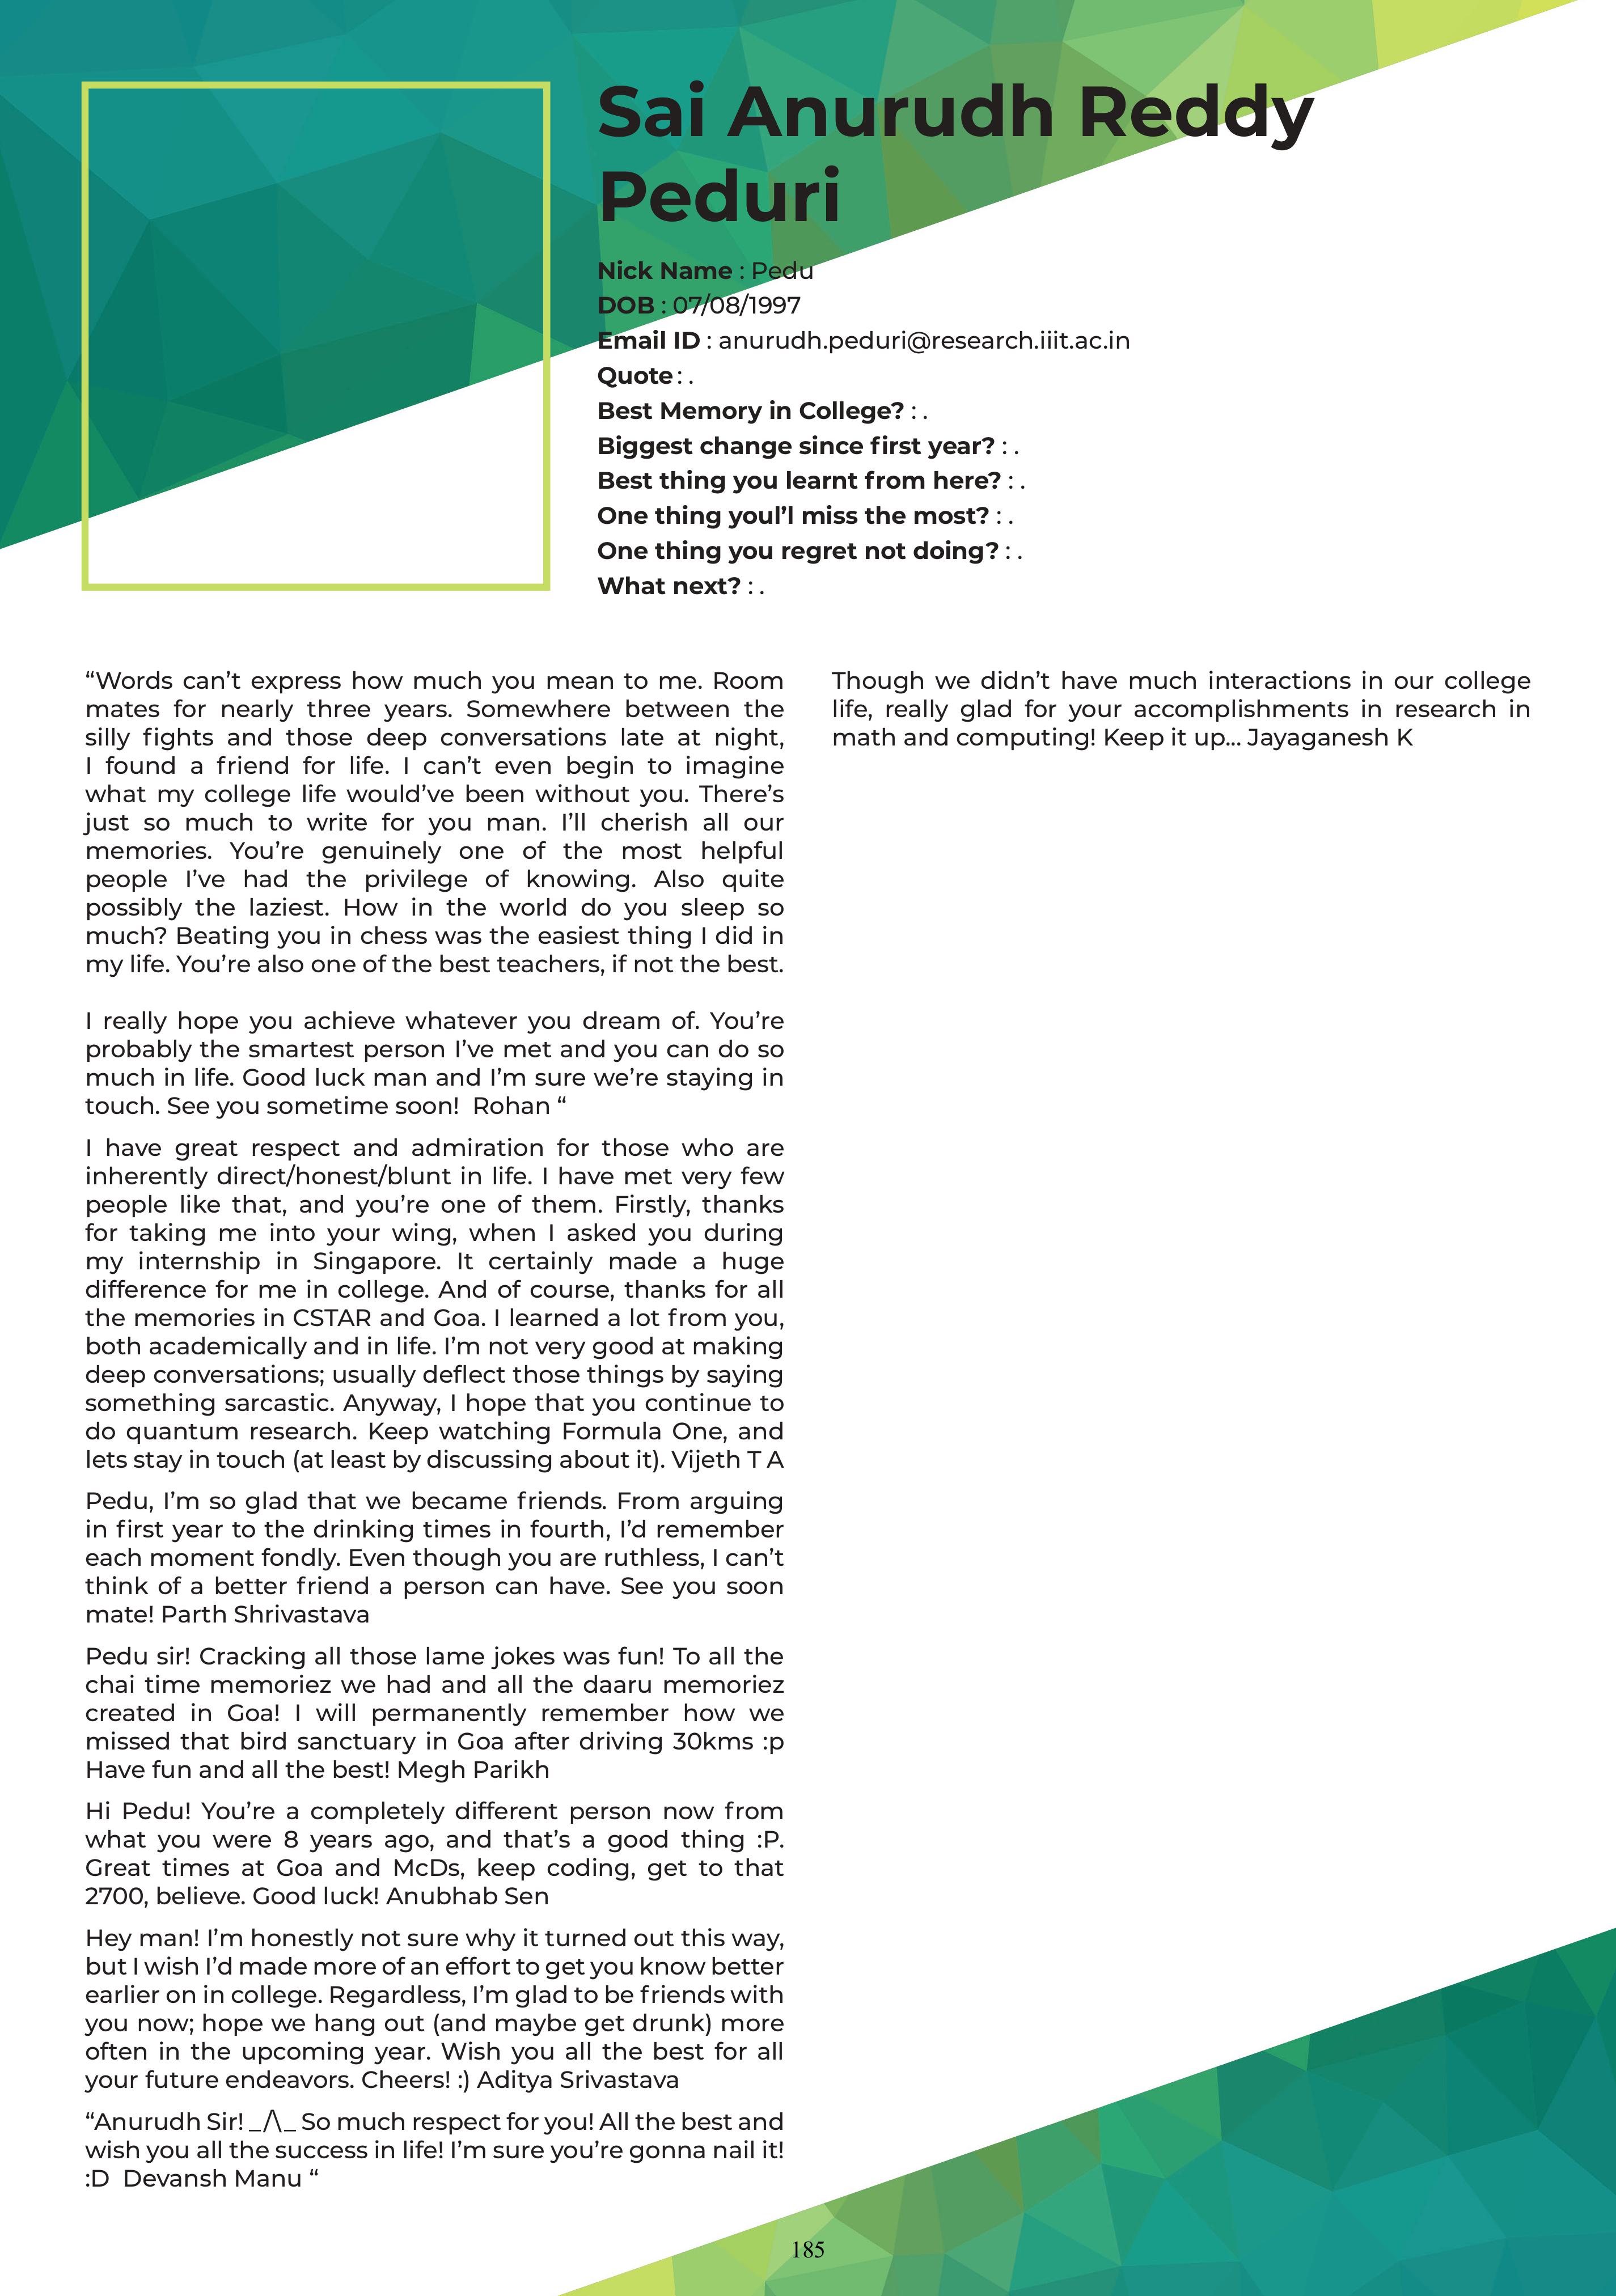 Sai Anurudh Reddy
Peduri
Nick Name : Pedu
DOB : 07/08/1997
Email ID : anurudh.peduri@research.iiit.ac.in
Quote : .
Best Memory in College? : .
Biggest change since first year? : .
Best thing you learnt from here? : .
One thing youl’l miss the most? : .
One thing you regret not doing? : .
What next? : .
“Words can’t express how much you mean to me. Room
mates for nearly three years. Somewhere between the
silly fights and those deep conversations late at night,
I found a friend for life. I can’t even begin to imagine
what my college life would’ve been without you. There’s
just so much to write for you man. I’ll cherish all our
memories. You’re genuinely one of the most helpful
people I’ve had the privilege of knowing. Also quite
possibly the laziest. How in the world do you sleep so
much? Beating you in chess was the easiest thing I did in
my life. You’re also one of the best teachers, if not the best.
I really hope you achieve whatever you dream of. You’re
probably the smartest person I’ve met and you can do so
much in life. Good luck man and I’m sure we’re staying in
touch. See you sometime soon!  Rohan “
I have great respect and admiration for those who are
inherently direct/honest/blunt in life. I have met very few
people like that, and you’re one of them. Firstly, thanks
for taking me into your wing, when I asked you during
my internship in Singapore. It certainly made a huge
difference for me in college. And of course, thanks for all
the memories in CSTAR and Goa. I learned a lot from you,
both academically and in life. I’m not very good at making
deep conversations; usually deflect those things by saying
something sarcastic. Anyway, I hope that you continue to
do quantum research. Keep watching Formula One, and
lets stay in touch (at least by discussing about it). Vijeth T A
Pedu, I’m so glad that we became friends. From arguing
in first year to the drinking times in fourth, I’d remember
each moment fondly. Even though you are ruthless, I can’t
think of a better friend a person can have. See you soon
mate! Parth Shrivastava
Pedu sir! Cracking all those lame jokes was fun! To all the
chai time memoriez we had and all the daaru memoriez
created in Goa! I will permanently remember how we
missed that bird sanctuary in Goa after driving 30kms :p
Have fun and all the best! Megh Parikh
Hi Pedu! You’re a completely different person now from
what you were 8 years ago, and that’s a good thing :P.
Great times at Goa and McDs, keep coding, get to that
2700, believe. Good luck! Anubhab Sen
Hey man! I’m honestly not sure why it turned out this way,
but I wish I’d made more of an effort to get you know better
earlier on in college. Regardless, I’m glad to be friends with
you now; hope we hang out (and maybe get drunk) more
often in the upcoming year. Wish you all the best for all
your future endeavors. Cheers! :) Aditya Srivastava
“Anurudh Sir! _/\_ So much respect for you! All the best and
wish you all the success in life! I’m sure you’re gonna nail it!
:D  Devansh Manu “
Though we didn’t have much interactions in our college
life, really glad for your accomplishments in research in
math and computing! Keep it up... Jayaganesh K
185